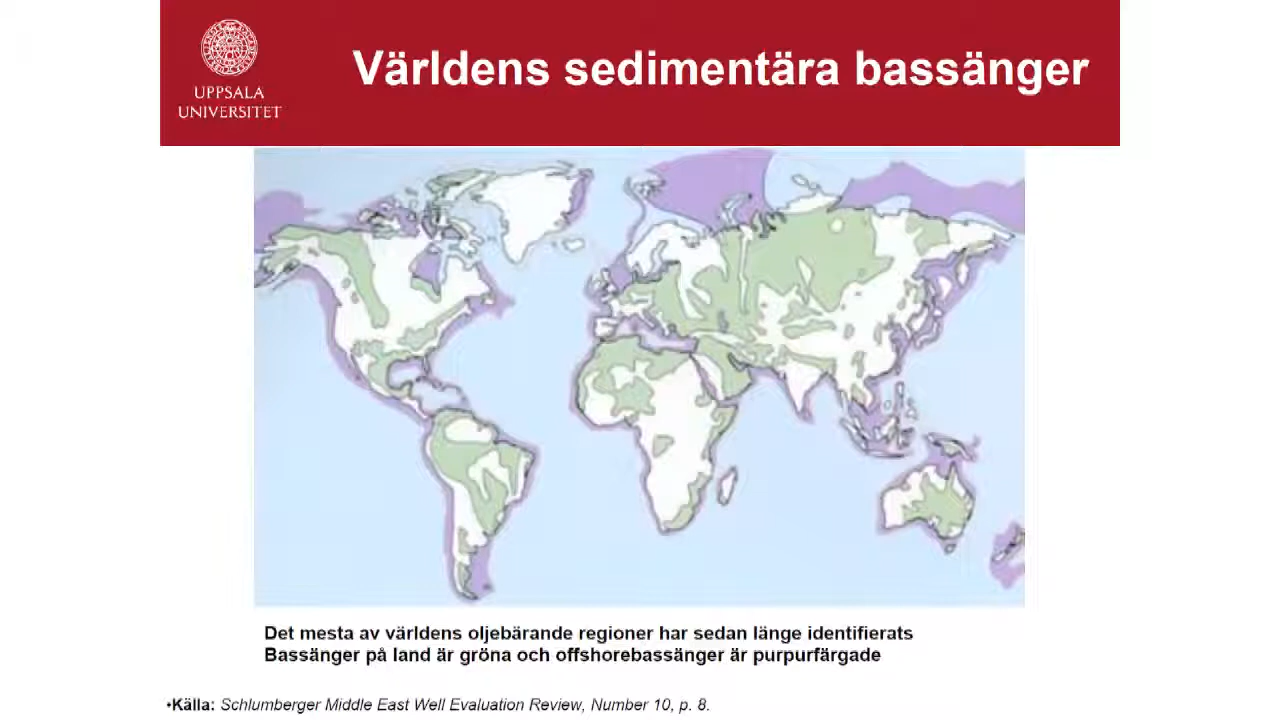 UPPSALA
UNIVERSITET
Världens sedimentära bassänger
Det mesta av världens oljebärande regioner har sedan länge identifierats
Bassänger på land är gröna och offshorebassänger är purpurfärgade
•Källa: Schlumberger Middle East Well Evaluation Review, Number 10, p. 8.